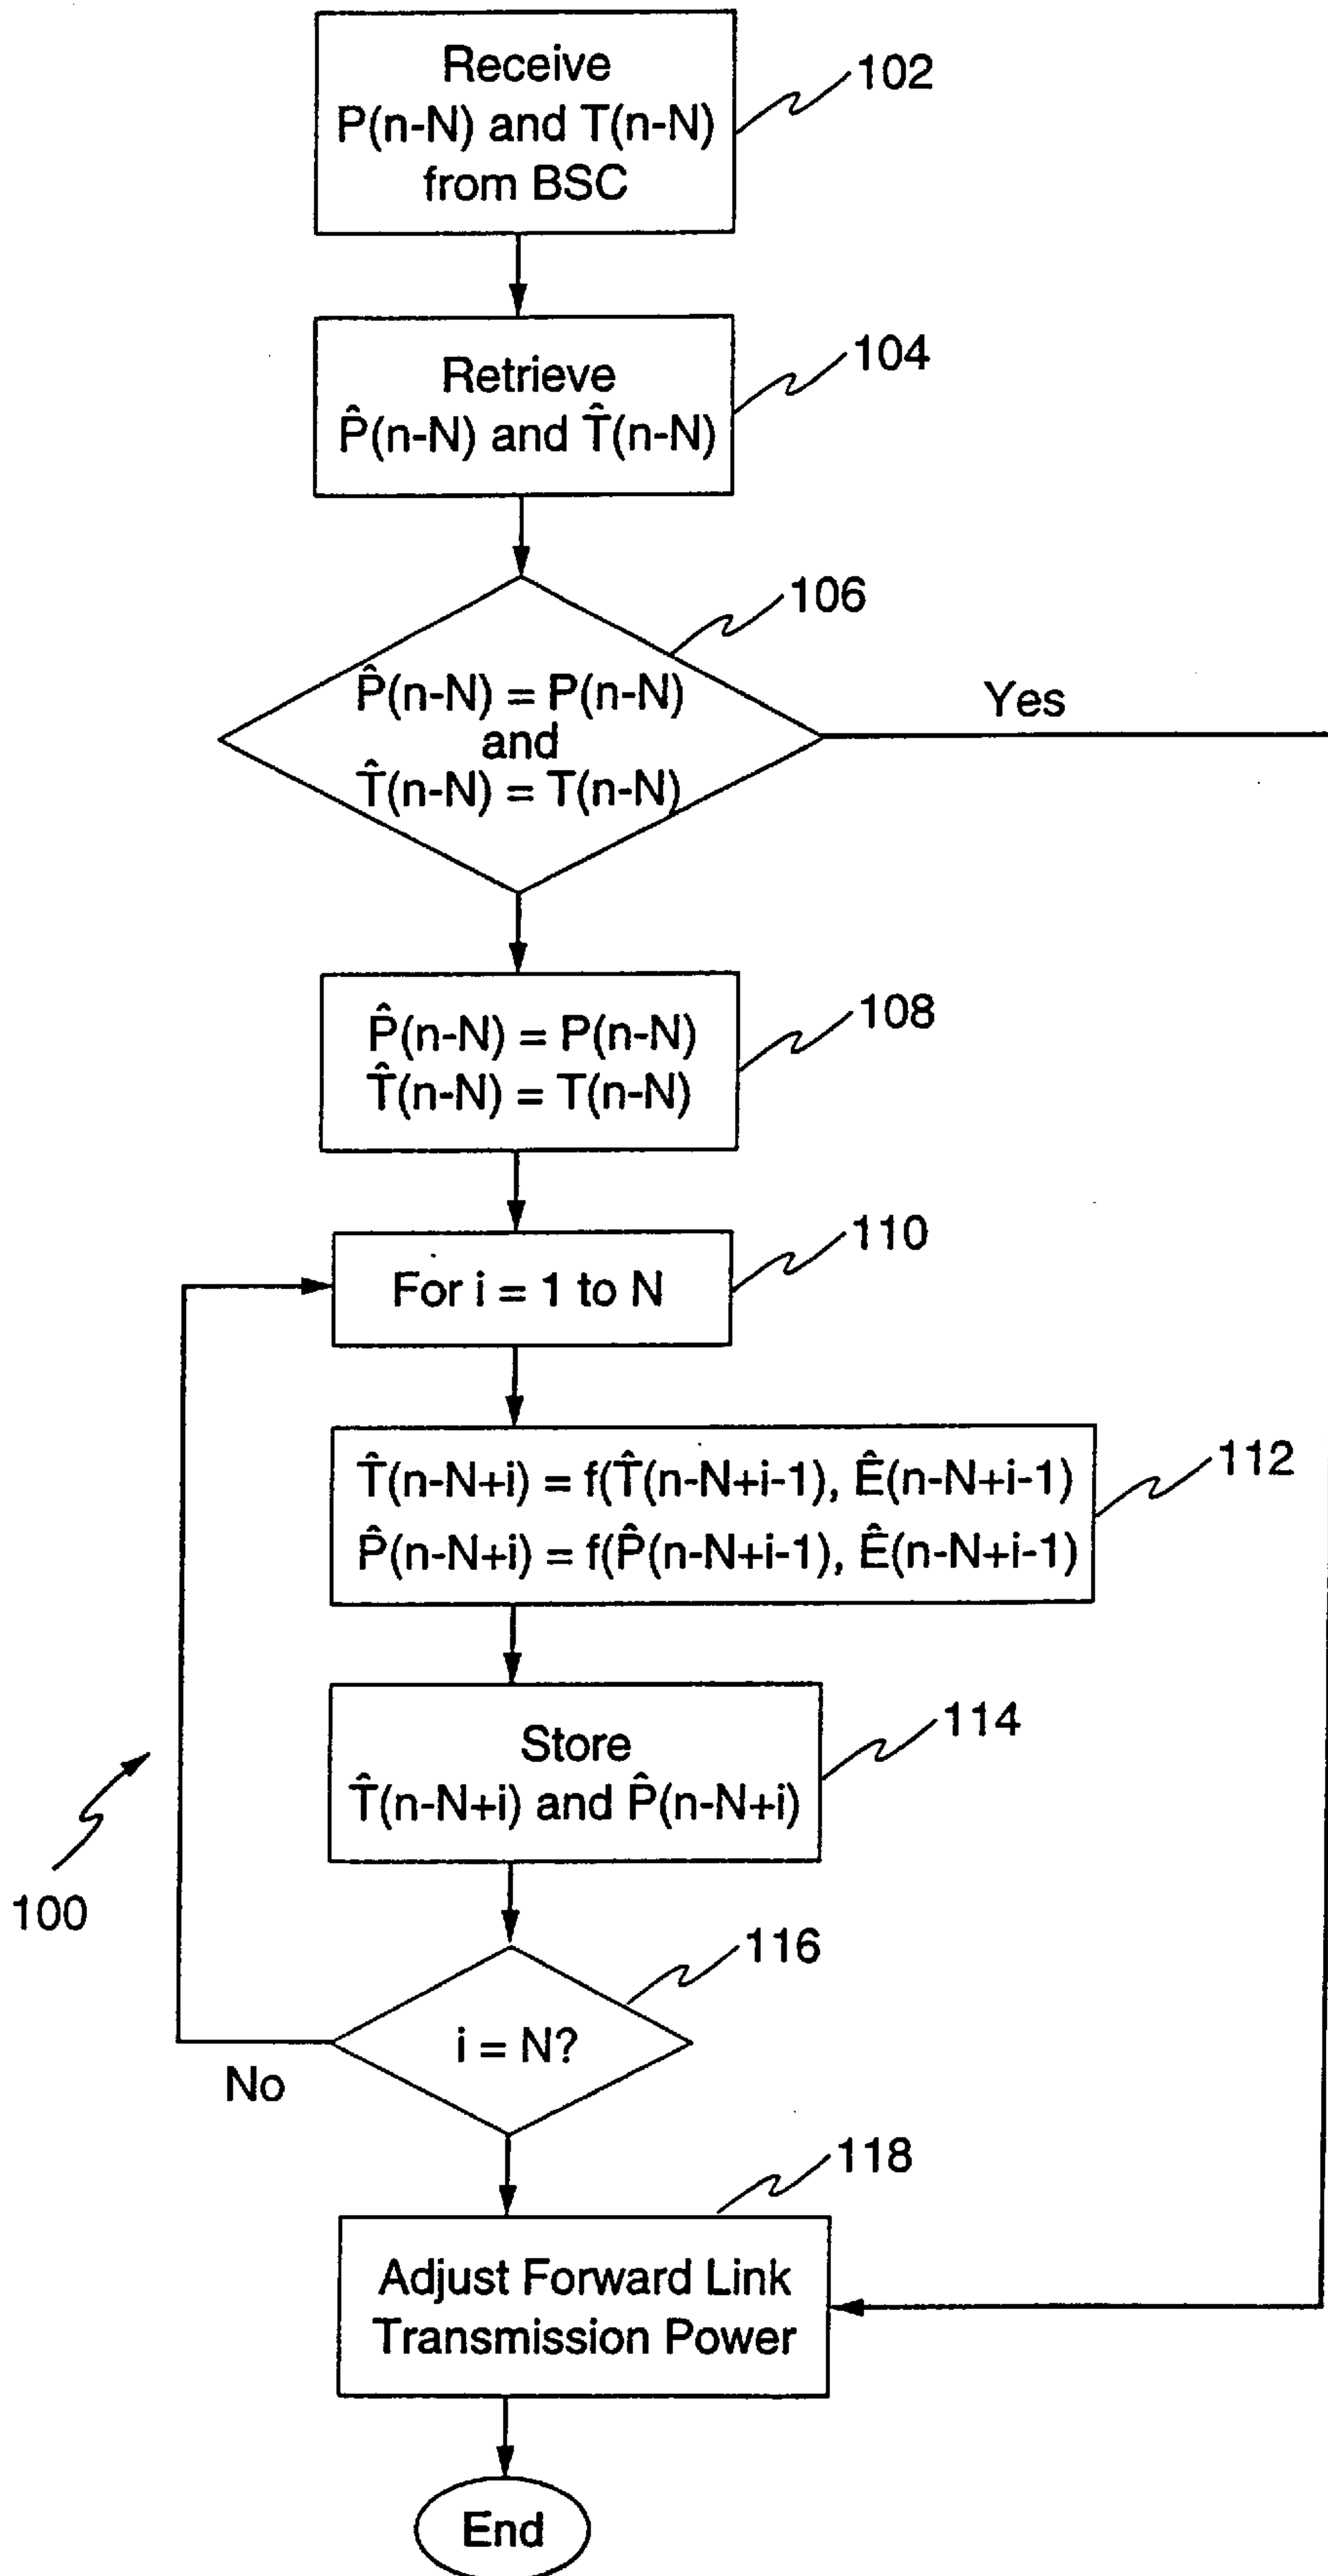 Receive
P(n-N) and T(n-N)
from BSC
102
Retrieve
P̂(n-N) and T̂(n-N)
104
106
P̂(n-N) = P(n-N)
and
T̂(n-N) = T(n-N)
Yes
P̂(n-N) = P(n-N)
T̂(n-N) = T(n-N)
108
For i = 1 to N
110
T̂(n-N+i) = f(T̂(n-N+i-1), Ê(n-N+i-1)
P̂(n-N+i) = f(P̂(n-N+i-1), Ê(n-N+i-1)
112
Store
T̂(n-N+i) and P̂(n-N+i)
114
100
116
i = N?
No
118
Adjust Forward Link
Transmission Power
End